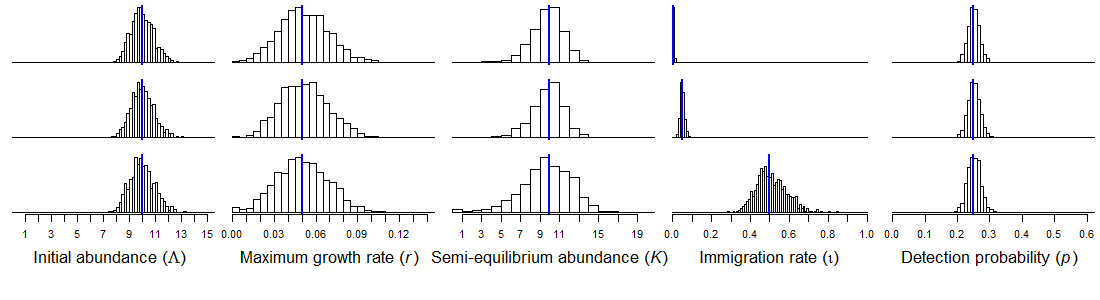 1 3 5 7 9 11 13 15 0.00 0.03 0.06 0.09 0.12 1 3 5 7 9 11 15 19 0.0 0.2 0.4 0.6 0.8 1.0 0.0 0.1 0.2 0.3 0.4 0.5 0.6
Initial abundance (Λ) Maximum growth rate (r) Semi-equilibrium abundance (K) Immigration rate (ι) Detection probability (p)